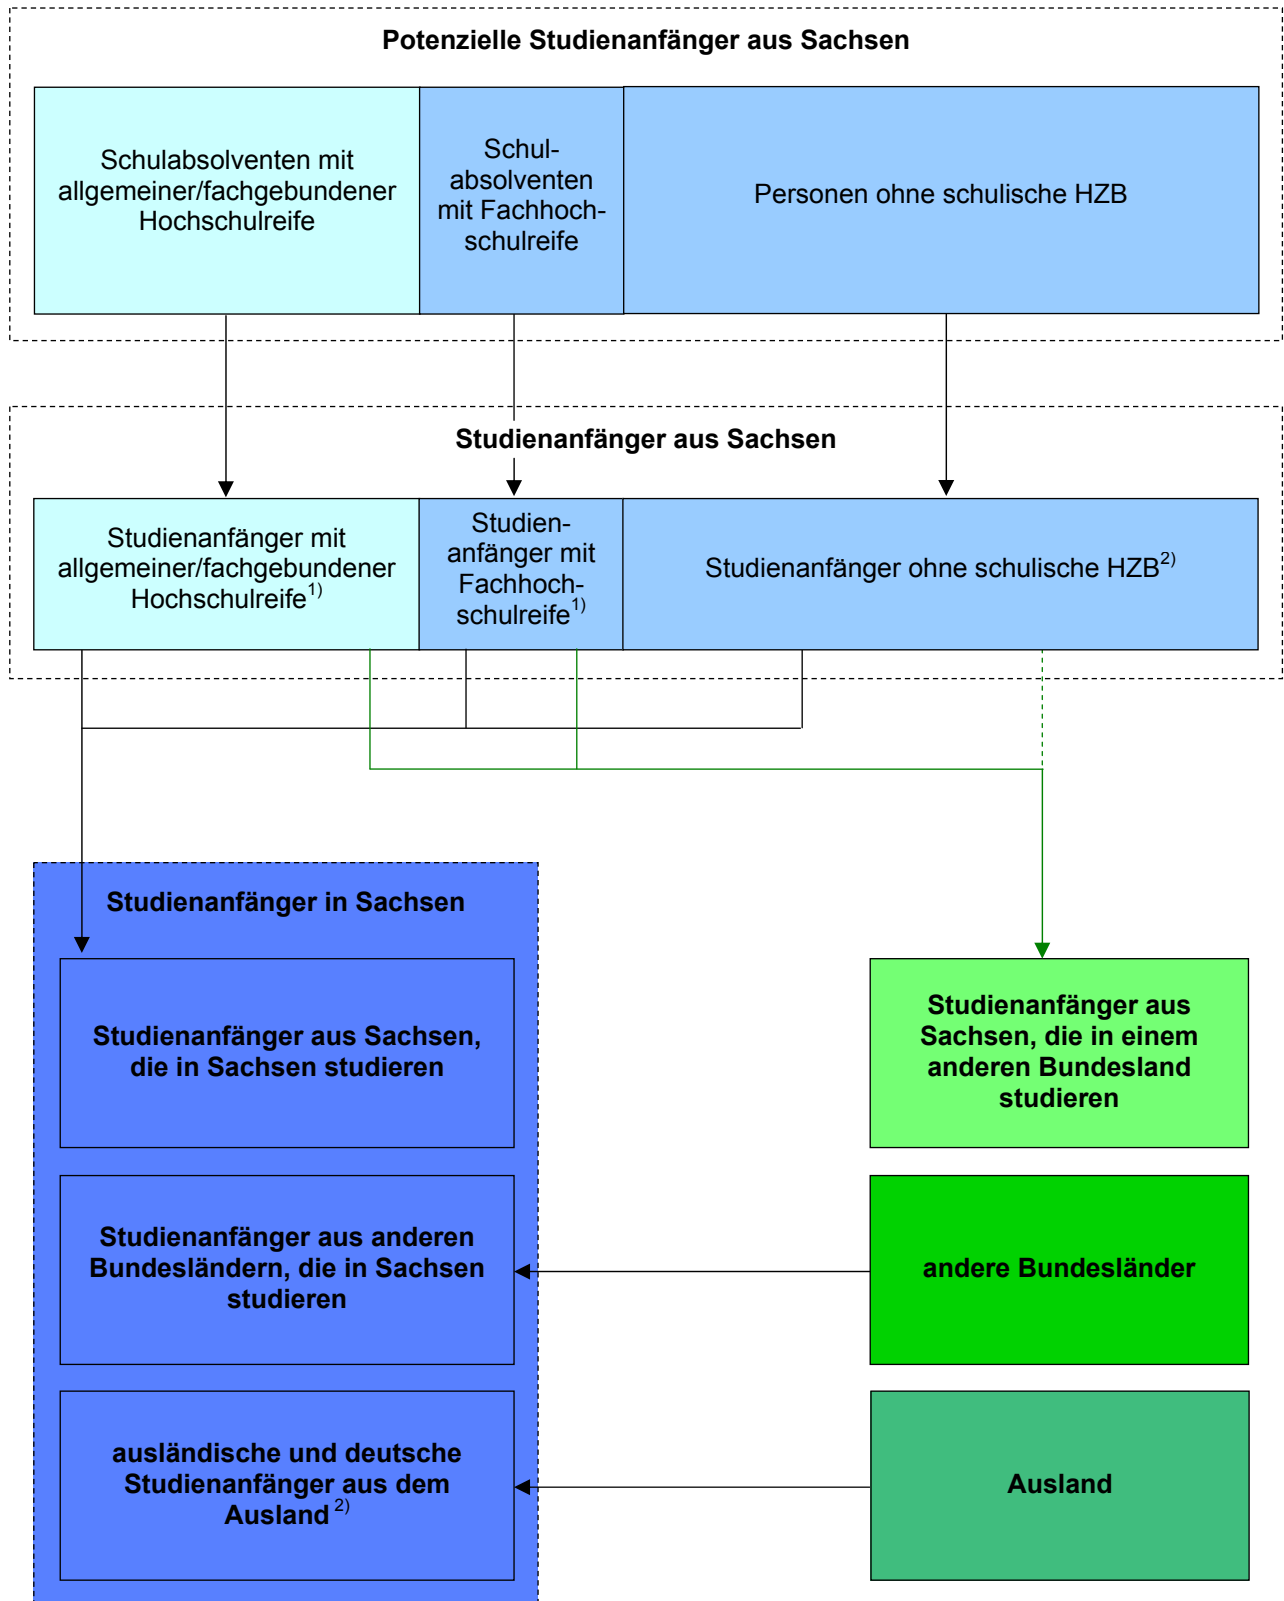 Potenzielle Studienanfänger aus Sachsen
Schulabsolventen mit
allgemeiner/fachgebundener
Hochschulreife
Schul-
absolventen
mit Fachhoch-
schulreife
Personen ohne schulische HZB
Studienanfänger aus Sachsen
Studienanfänger mit
allgemeiner/fachgebundener
Hochschulreife1)
Studien-
anfänger mit
Fachhoch-
schulreife1)
Studienanfänger ohne schulische HZB2)
Studienanfänger in Sachsen
Studienanfänger aus Sachsen,
die in Sachsen studieren
Studienanfänger aus
Sachsen, die in einem
anderen Bundesland
studieren
Studienanfänger aus anderen
Bundesländern, die in Sachsen
studieren
andere Bundesländer
ausländische und deutsche
Studienanfänger aus dem
Ausland 2)
Ausland